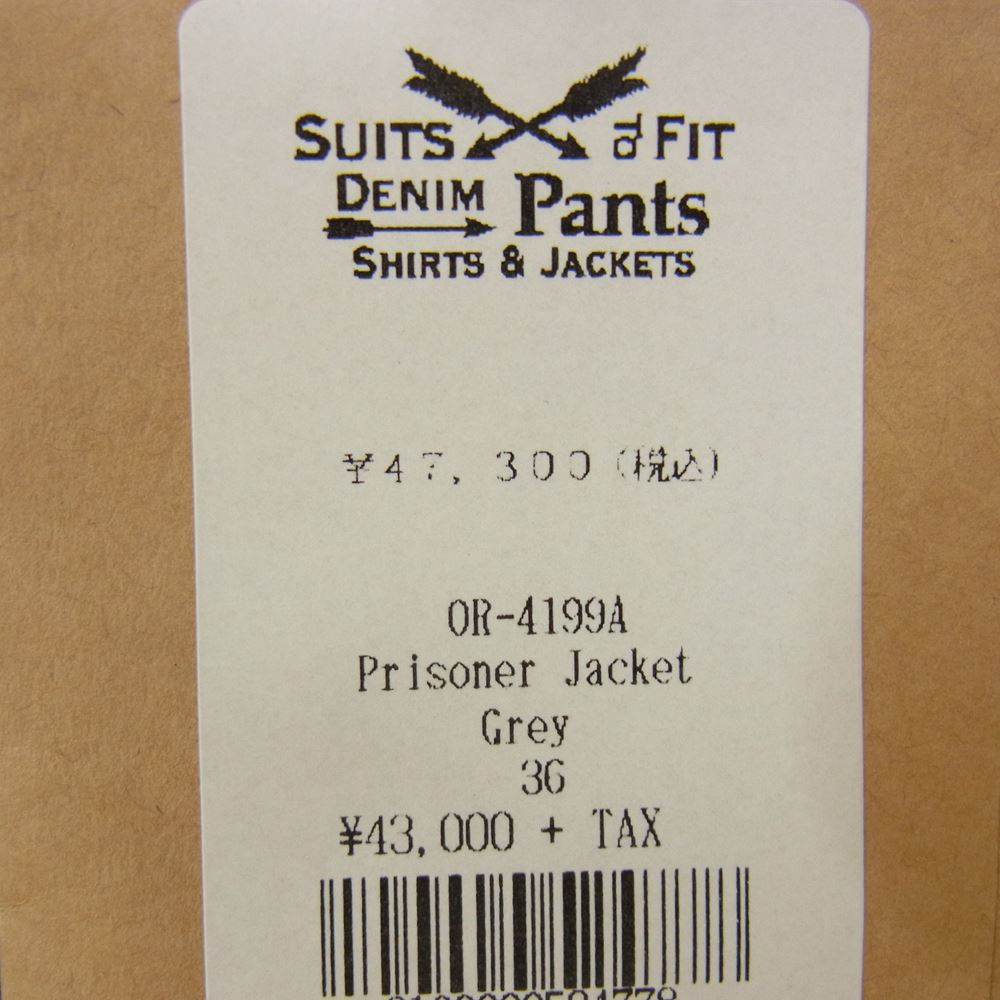 SUITS to FIT
DENIM Pants
SHIRTS & JACKETS
¥47,300(税込)
OR-4199A
Prisoner Jacket
Grey
36
¥43,000 + TAX